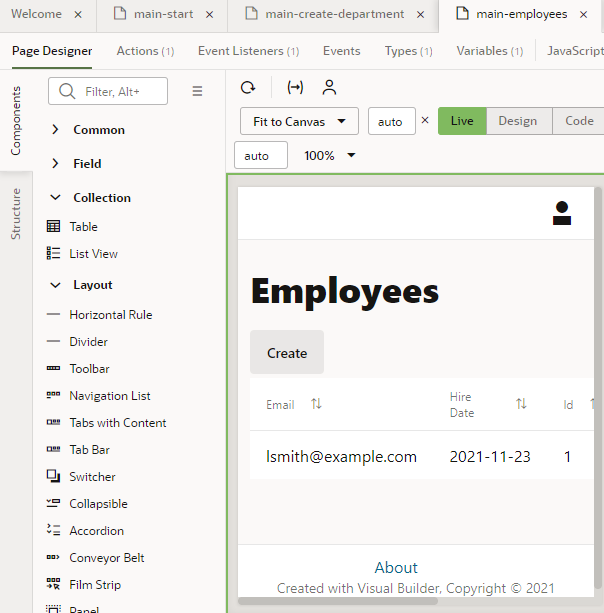 Welcome × main-start × main-create-department × main-employees ×
Page Designer Actions (1) Event Listeners (1) Events Types (1) Variables (1) JavaScript
Components
Structure
Filter, Alt+
Common
Field
Collection
Table
List View
Layout
Horizontal Rule
Divider
Toolbar
Navigation List
Tabs with Content
Tab Bar
Switcher
Collapsible
Accordion
Conveyor Belt
Film Strip
Panel
Fit to Canvas auto × Live Design Code
auto 100%
Employees
Create
Email Hire Date Id
lsmith@example.com 2021-11-23 1
About
Created with Visual Builder, Copyright © 2021